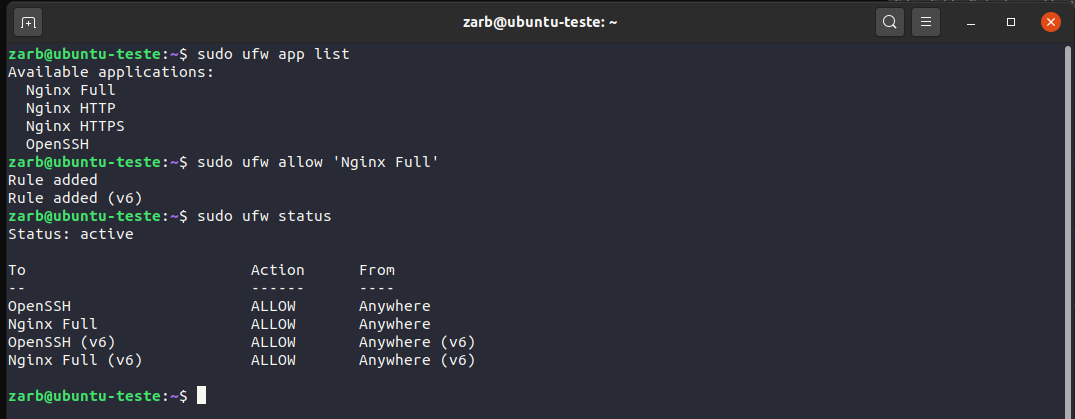 zarb@ubuntu-teste: ~
zarb@ubuntu-teste:~$ sudo ufw app list
Available applications:
  Nginx Full
  Nginx HTTP
  Nginx HTTPS
  OpenSSH
zarb@ubuntu-teste:~$ sudo ufw allow 'Nginx Full'
Rule added
Rule added (v6)
zarb@ubuntu-teste:~$ sudo ufw status
Status: active

To                         Action      From
--                         ------      ----
OpenSSH                    ALLOW       Anywhere
Nginx Full                 ALLOW       Anywhere
OpenSSH (v6)               ALLOW       Anywhere (v6)
Nginx Full (v6)            ALLOW       Anywhere (v6)

zarb@ubuntu-teste:~$